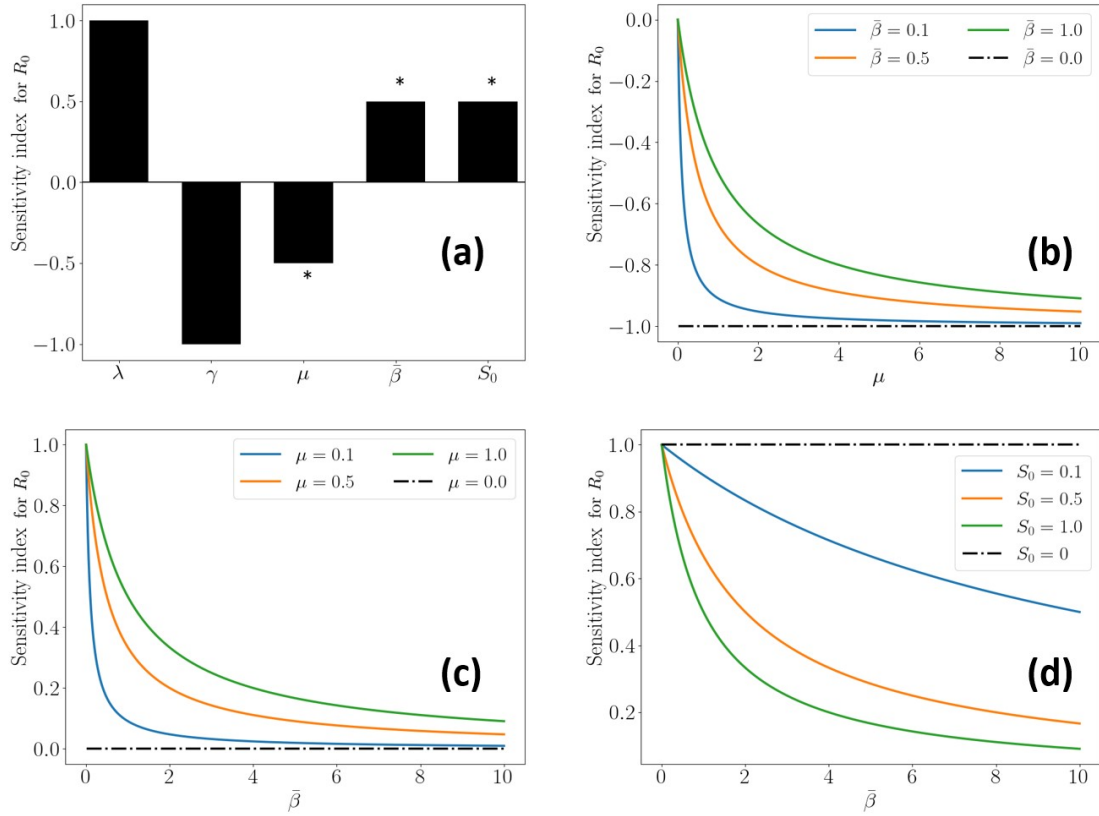 Sensitivity index for R₀
1.0
0.5
0.0
−0.5
−1.0
*
*
*
(a)
λ
γ
μ
β̄
S₀
Sensitivity index for R₀
0.0
−0.2
−0.4
−0.6
−0.8
−1.0
β̄ = 0.1
β̄ = 1.0
β̄ = 0.5
β̄ = 0.0
(b)
0 2 4 6 8 10
μ
Sensitivity index for R₀
1.0
0.8
0.6
0.4
0.2
0.0
μ = 0.1
μ = 1.0
μ = 0.5
μ = 0.0
(c)
0 2 4 6 8 10
β̄
Sensitivity index for R₀
1.0
0.8
0.6
0.4
0.2
S₀ = 0.1
S₀ = 0.5
S₀ = 1.0
S₀ = 0
(d)
0 2 4 6 8 10
β̄